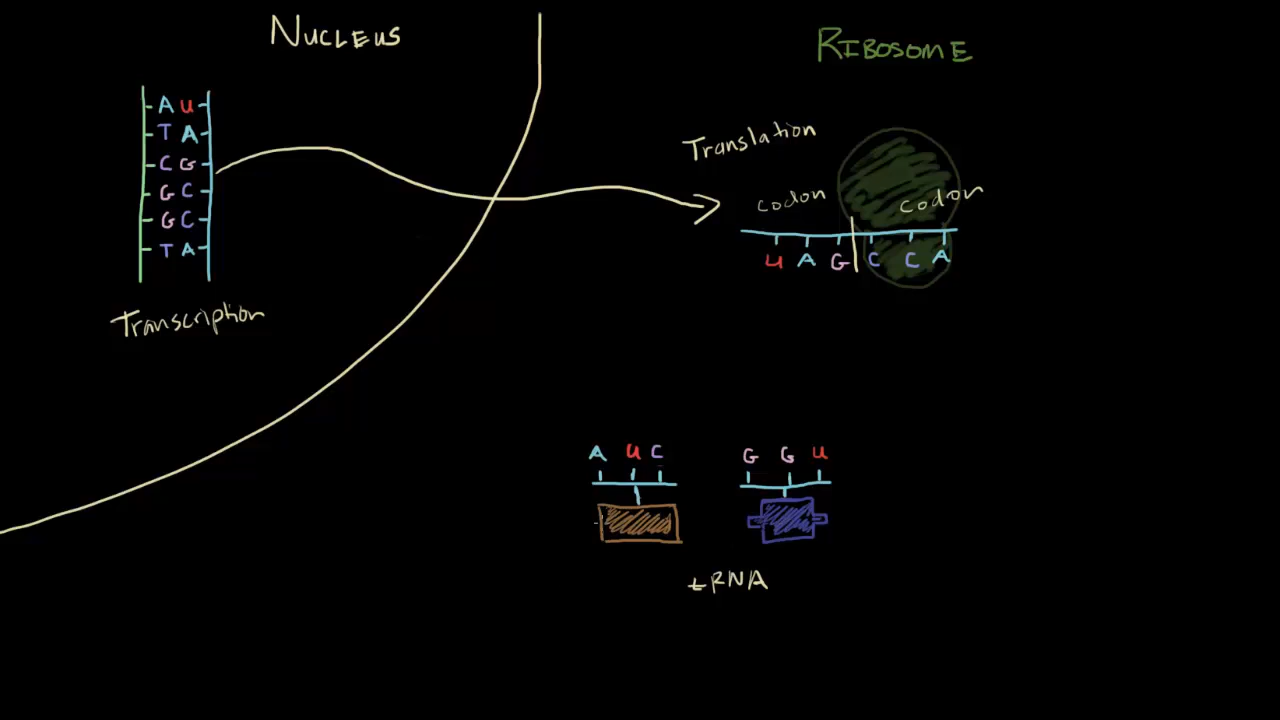 NUCLEUS
RIBOSOME
A U
T A
C G
G C
G C
T A
Transcription
Translation
codon codon
U A G C C A
A U C G G U
tRNA